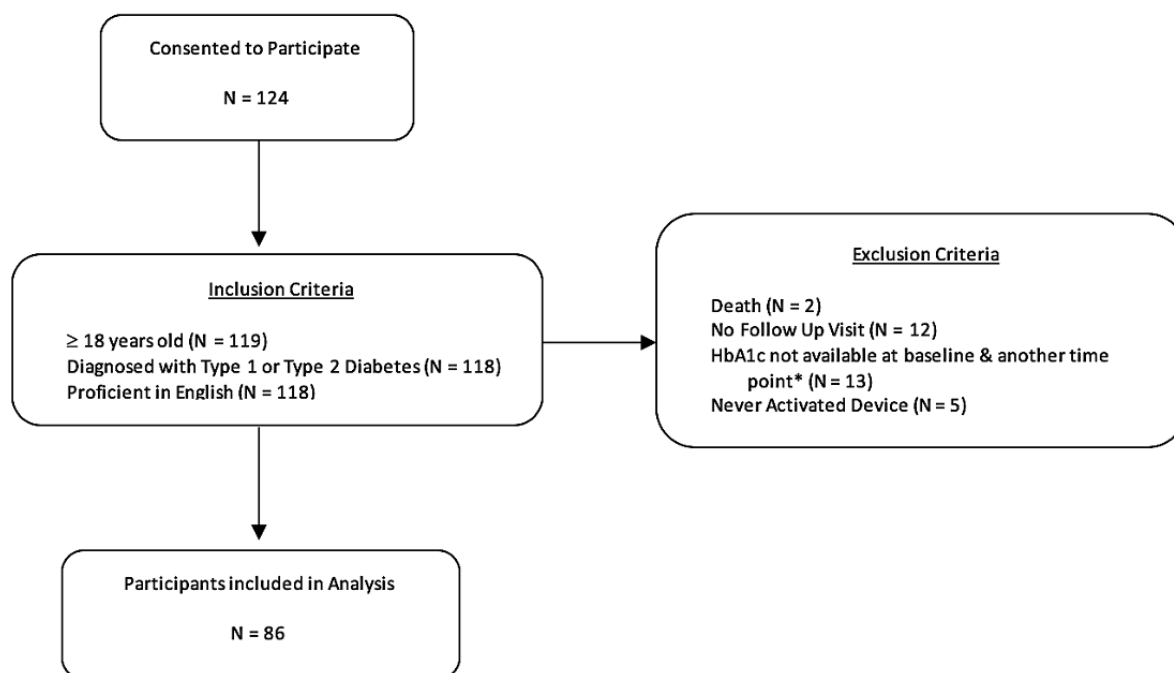 Consented to Participate
N = 124
Inclusion Criteria
≥ 18 years old (N = 119)
Diagnosed with Type 1 or Type 2 Diabetes (N = 118)
Proficient in English (N = 118)
Exclusion Criteria
Death (N = 2)
No Follow Up Visit (N = 12)
HbA1c not available at baseline & another time
point* (N = 13)
Never Activated Device (N = 5)
Participants included in Analysis
N = 86